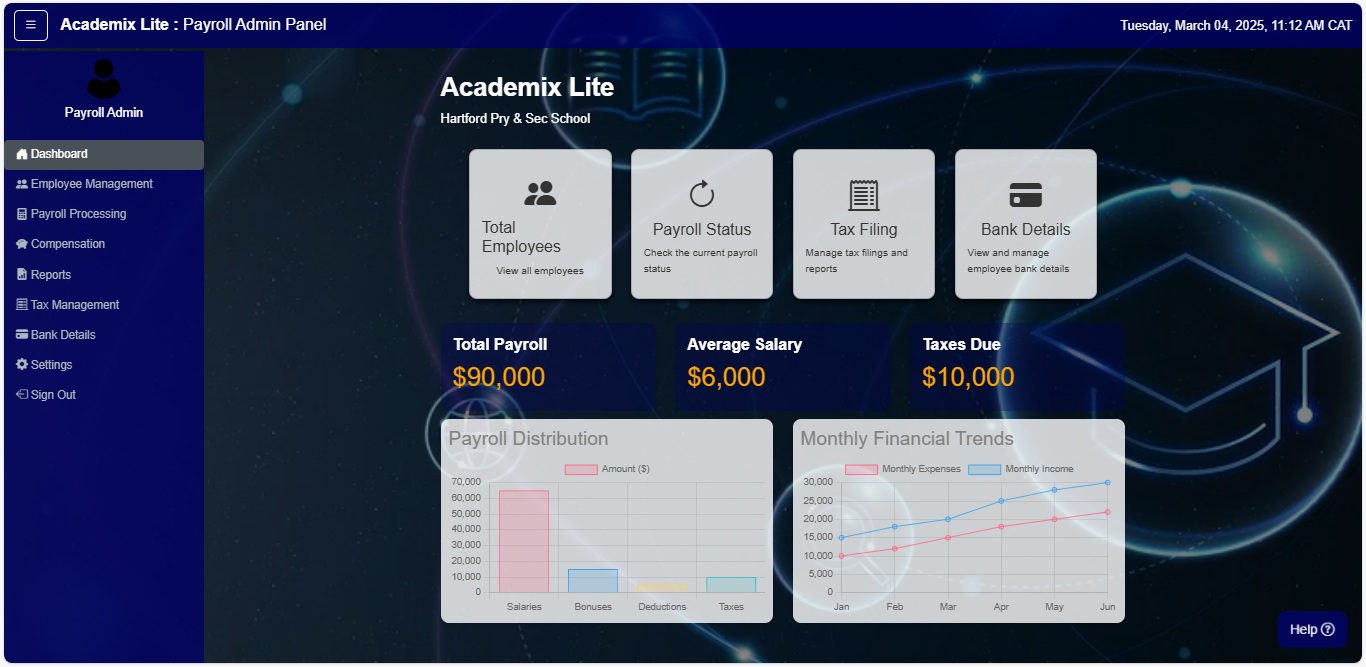 Academix Lite : Payroll Admin Panel
Tuesday, March 04, 2025, 11:12 AM CAT
Payroll Admin
Dashboard
Employee Management
Payroll Processing
Compensation
Reports
Tax Management
Bank Details
Settings
Sign Out
Academix Lite
Hartford Pry & Sec School
Total
Employees
View all employees
Payroll Status
Check the current payroll
status
Tax Filing
Manage tax filings and
reports
Bank Details
View and manage
employee bank details
Total Payroll
$90,000
Average Salary
$6,000
Taxes Due
$10,000
Payroll Distribution
Amount ($)
70,000
60,000
50,000
40,000
30,000
20,000
10,000
0
Salaries Bonuses Deductions Taxes
Monthly Financial Trends
Monthly Expenses Monthly Income
30,000
25,000
20,000
15,000
10,000
5,000
0
Jan Feb Mar Apr May Jun
Help